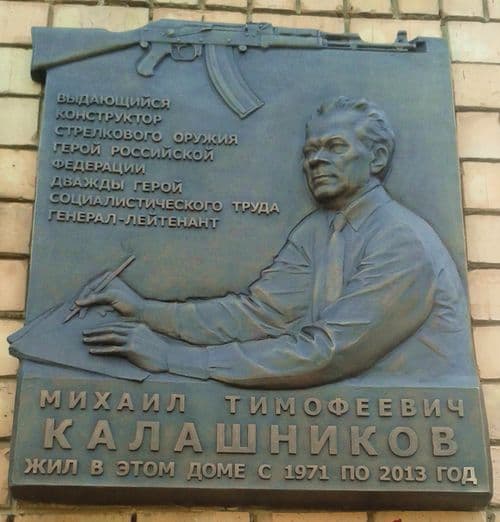 ВЫДАЮЩИЙСЯ
КОНСТРУКТОР
СТРЕЛКОВОГО ОРУЖИЯ
ГЕРОЙ РОССИЙСКОЙ
ФЕДЕРАЦИИ
ДВАЖДЫ ГЕРОЙ
СОЦИАЛИСТИЧЕСКОГО ТРУДА
ГЕНЕРАЛ-ЛЕЙТЕНАНТ
МИХАИЛ ТИМОФЕЕВИЧ
КАЛАШНИКОВ
ЖИЛ В ЭТОМ ДОМЕ С 1971 ПО 2013 ГОД